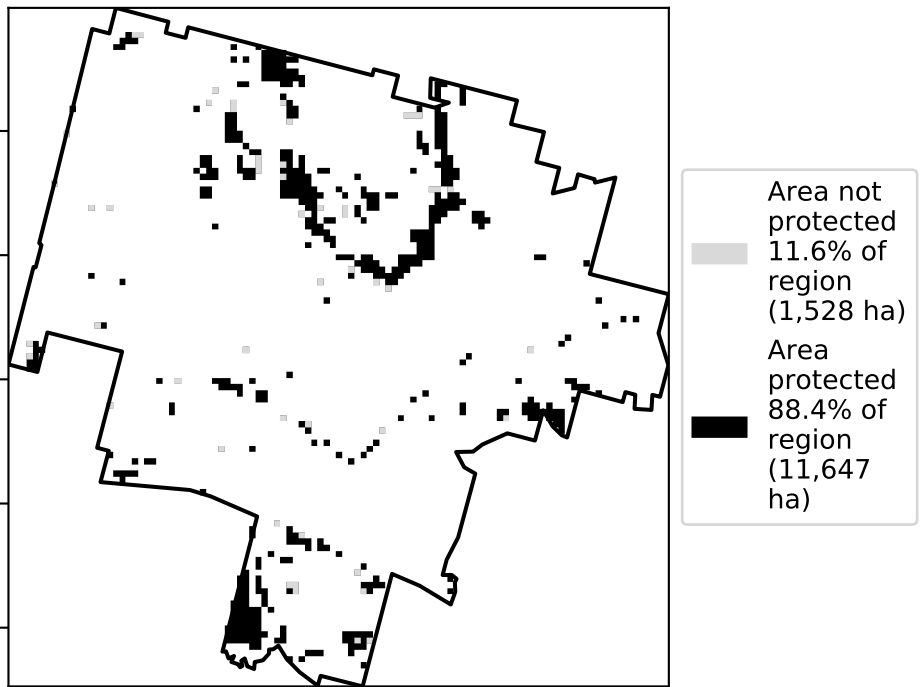 Area not
protected
11.6% of
region
(1,528 ha)
Area
protected
88.4% of
region
(11,647
ha)